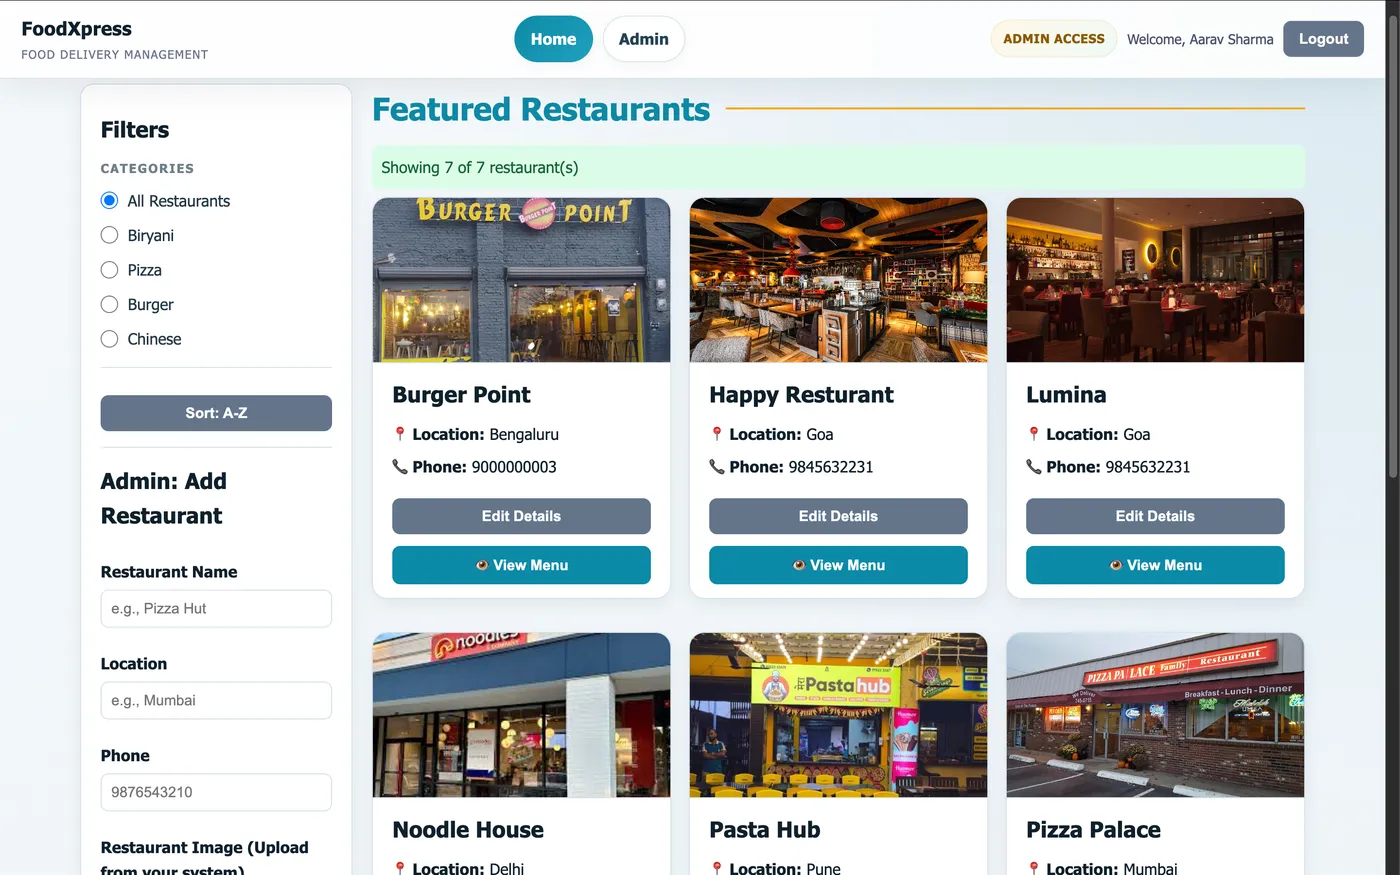 FoodXpress
FOOD DELIVERY MANAGEMENT
Home
Admin
ADMIN ACCESS
Welcome, Aarav Sharma
Logout
Filters
CATEGORIES
All Restaurants
Biryani
Pizza
Burger
Chinese
Sort: A-Z
Admin: Add
Restaurant
Restaurant Name
e.g., Pizza Hut
Location
e.g., Mumbai
Phone
9876543210
Restaurant Image (Upload
from your system)
Featured Restaurants
Showing 7 of 7 restaurant(s)
BURGER POINT
BURGER POINT
Burger Point
Location: Bengaluru
Phone: 9000000003
Edit Details
View Menu
Happy Resturant
Location: Goa
Phone: 9845632231
Edit Details
View Menu
Lumina
Location: Goa
Phone: 9845632231
Edit Details
View Menu
noodles
Noodle House
Location: Delhi
मेरा Pasta hub
Pasta Hub
Location: Pune
PIZZA PALACE Family Restaurant
Breakfast - Lunch - Dinner
We Deliver
Pizza Palace
Location: Mumbai